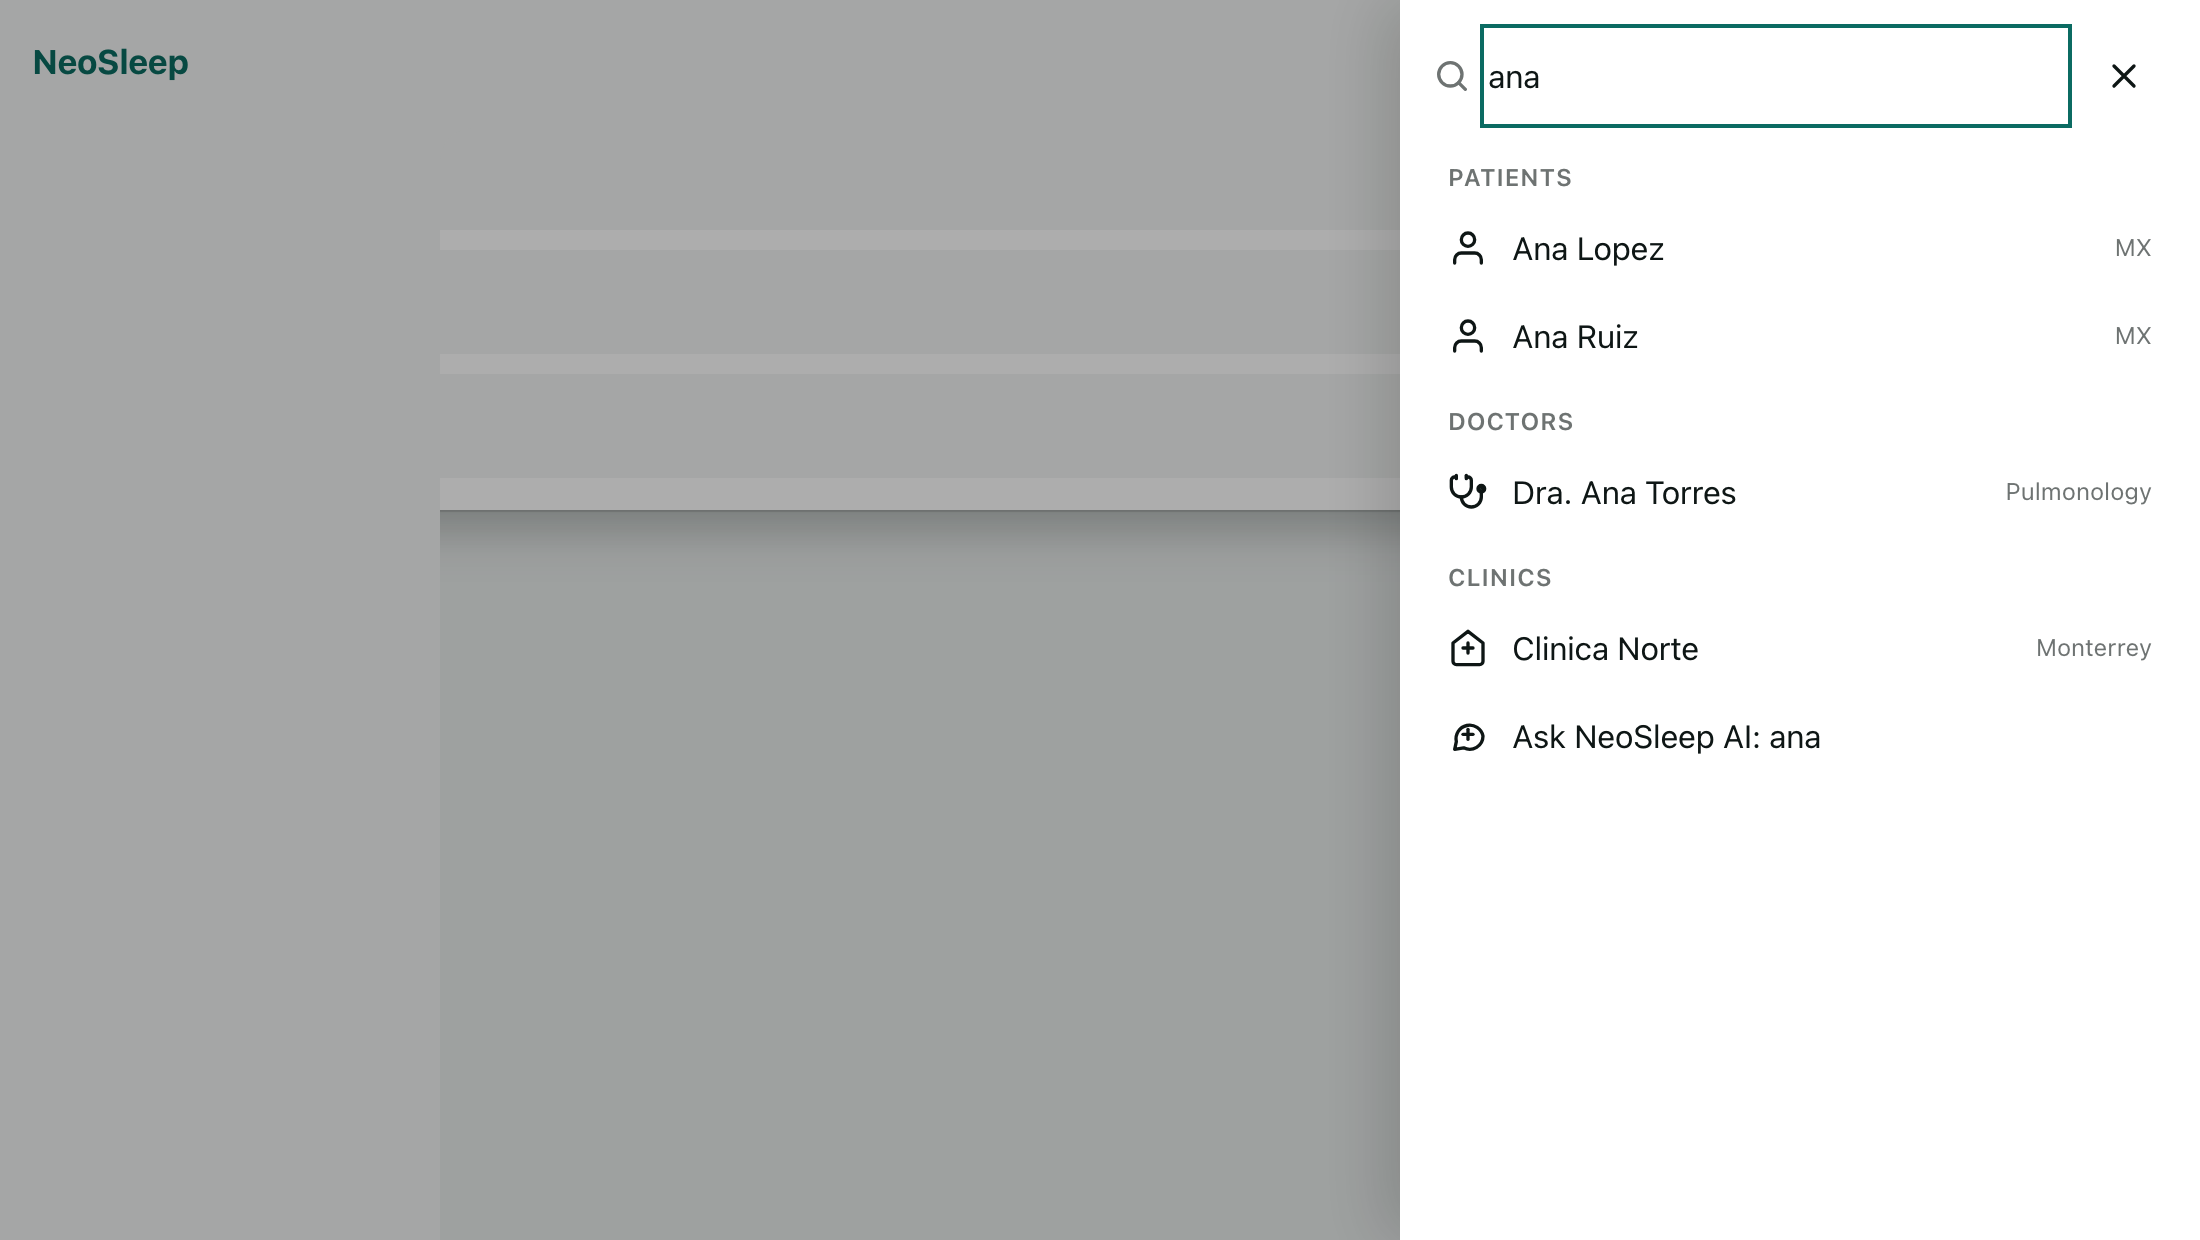 NeoSleep
ana
PATIENTS
Ana Lopez MX
Ana Ruiz MX
DOCTORS
Dra. Ana Torres Pulmonology
CLINICS
Clinica Norte Monterrey
Ask NeoSleep AI: ana